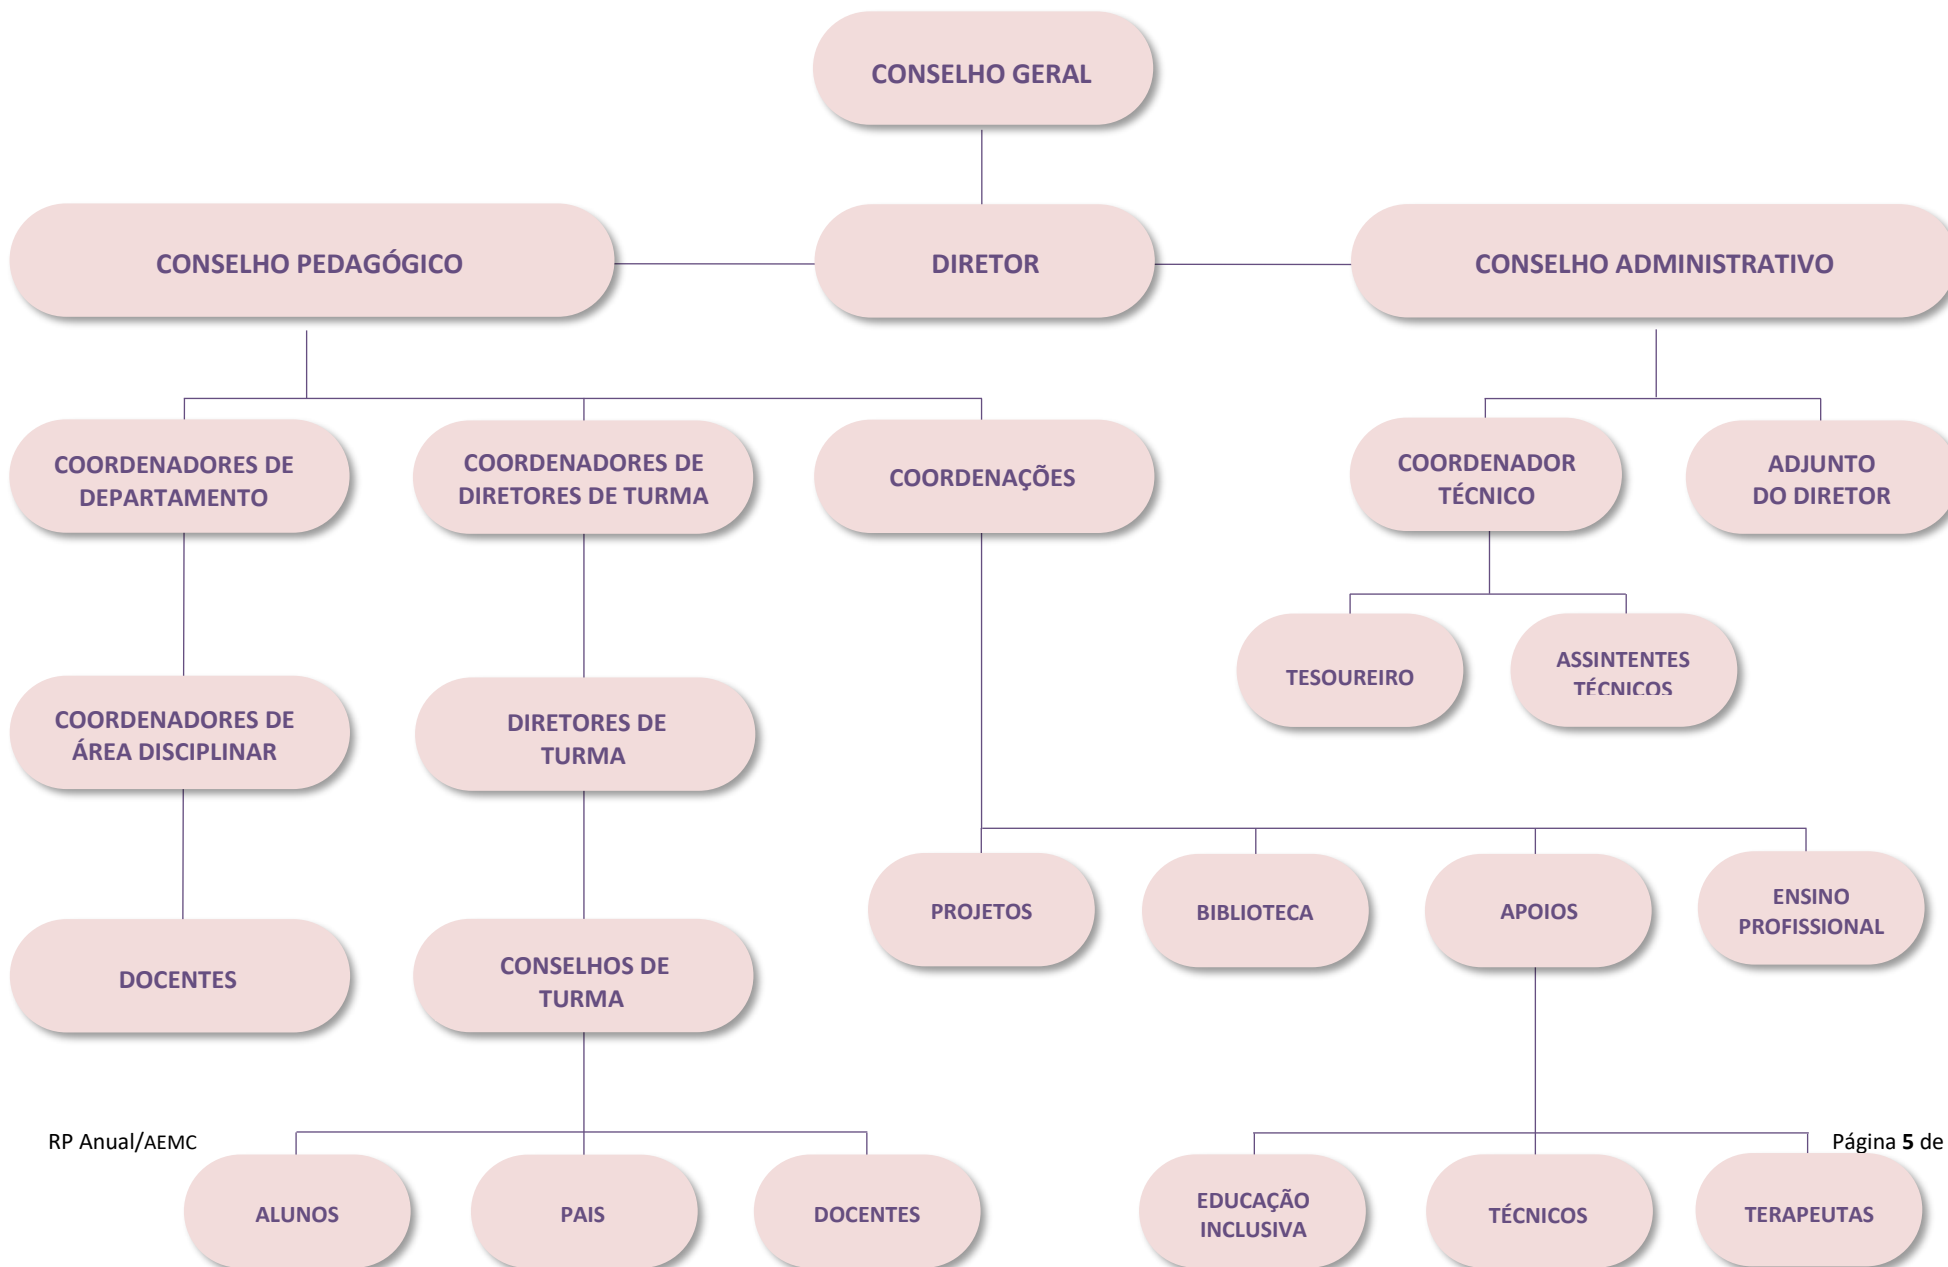 CONSELHO GERAL
CONSELHO PEDAGÓGICO
DIRETOR
CONSELHO ADMINISTRATIVO
COORDENADORES DE
DEPARTAMENTO
COORDENADORES DE
DIRETORES DE TURMA
COORDENAÇÕES
COORDENADOR
TÉCNICO
ADJUNTO
DO DIRETOR
TESOUREIRO
ASSINTENTES
TÉCNICOS
COORDENADORES DE
ÁREA DISCIPLINAR
DIRETORES DE
TURMA
PROJETOS
BIBLIOTECA
APOIOS
ENSINO
PROFISSIONAL
DOCENTES
CONSELHOS DE
TURMA
RP Anual/AEMC
Página 5 de
ALUNOS
PAIS
DOCENTES
EDUCAÇÃO
INCLUSIVA
TÉCNICOS
TERAPEUTAS